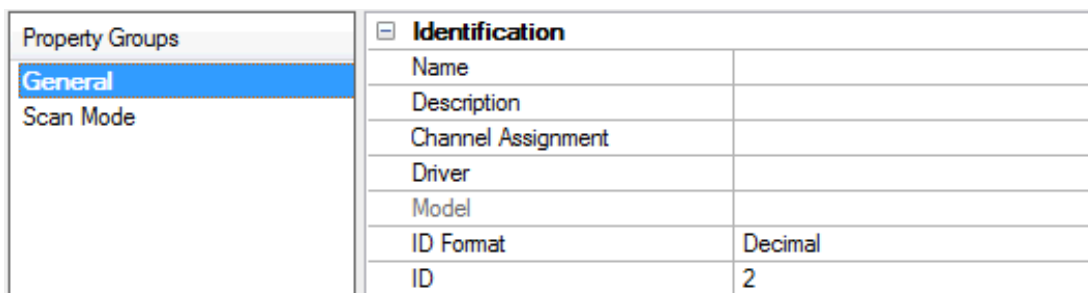 Property Groups
General
Scan Mode
Identification
Name
Description
Channel Assignment
Driver
Model
ID Format Decimal
ID 2